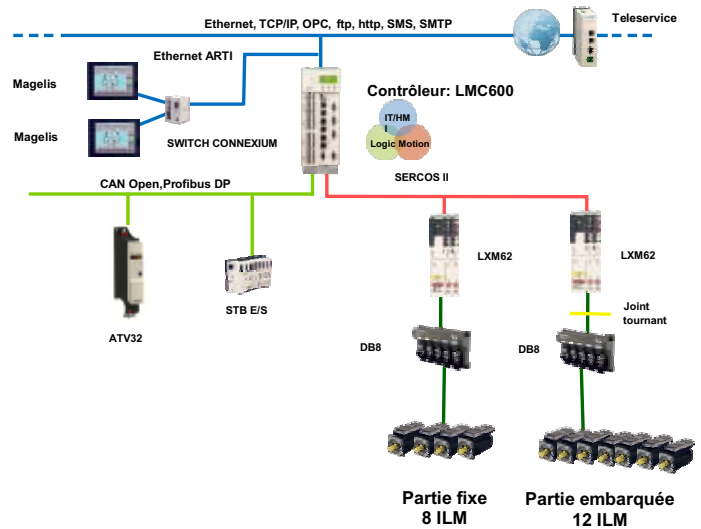 Ethernet, TCP/IP, OPC, ftp, http, SMS, SMTP
Teleservice
Ethernet ARTI
Magelis
Contrôleur: LMC600
IT/HM
I
Logic Motion
Magelis
SWITCH CONNEXIUM
SERCOS II
CAN Open,Profibus DP
LXM62
LXM62
STB E/S
Joint
tournant
ATV32
DB8
DB8
Partie fixe
8 ILM
Partie embarquée
12 ILM